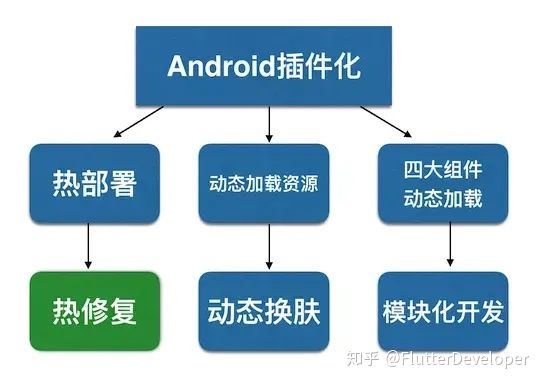 Android插件化
热部署
动态加载资源
四大组件
动态加载
热修复
动态换肤
模块化开发
知乎 @FlutterDeveloper